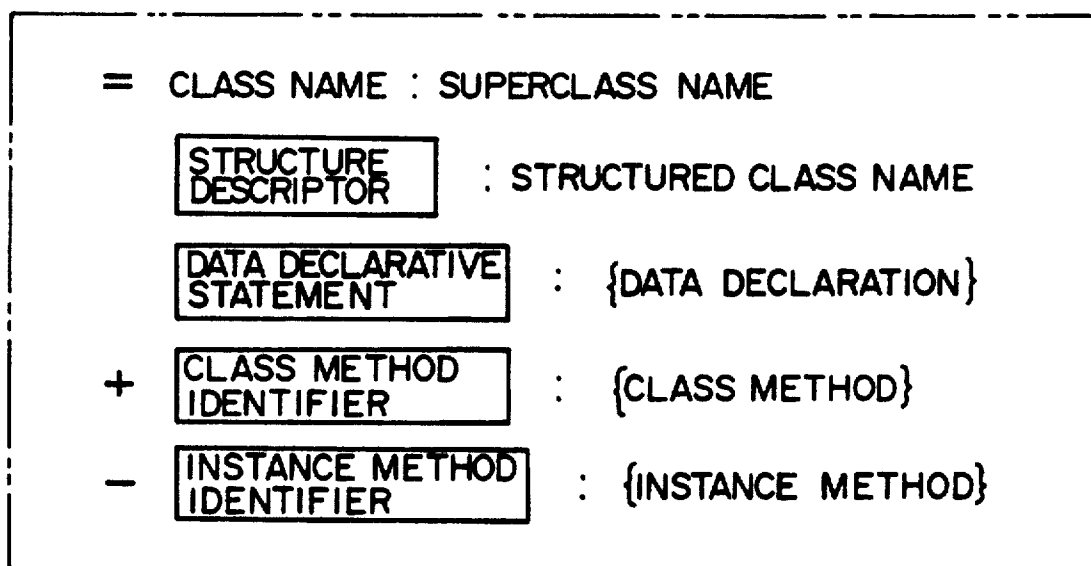 = CLASS NAME : SUPERCLASS NAME
STRUCTURE
DESCRIPTOR : STRUCTURED CLASS NAME
DATA DECLARATIVE
STATEMENT : {DATA DECLARATION}
+ CLASS METHOD
IDENTIFIER : {CLASS METHOD}
− INSTANCE METHOD
IDENTIFIER : {INSTANCE METHOD}